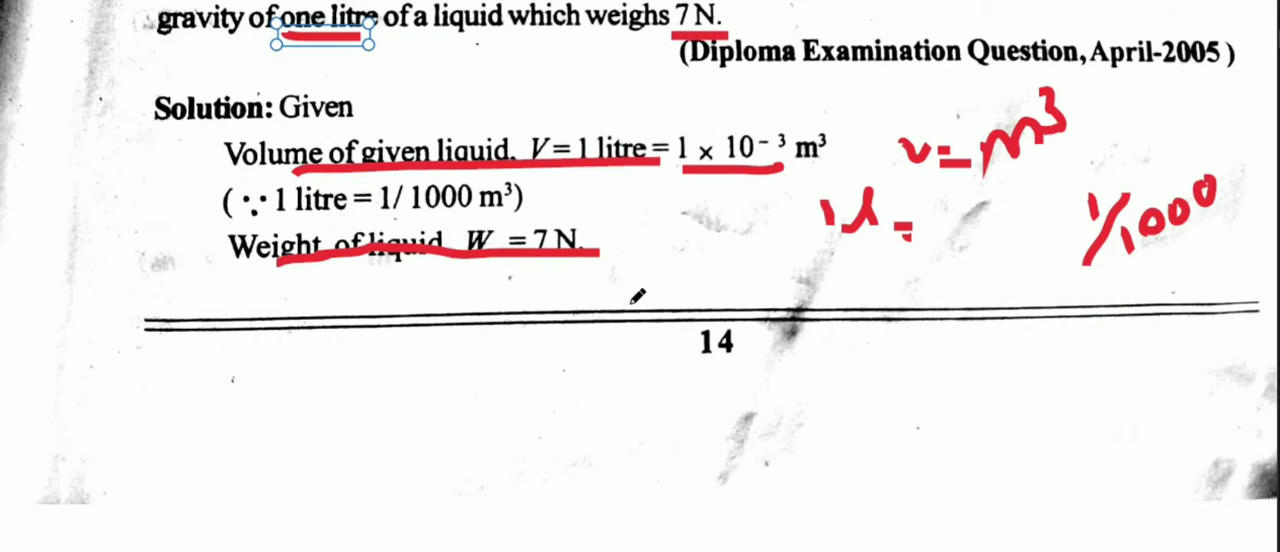 gravity of one litre of a liquid which weighs 7 N.
(Diploma Examination Question, April-2005 )
Solution: Given
Volume of given liquid, V = 1 litre = 1 × 10⁻³ m³
v = m³
(∵ 1 litre = 1/ 1000 m³)
1l =
1/1000
Weight of liquid W = 7 N.
14